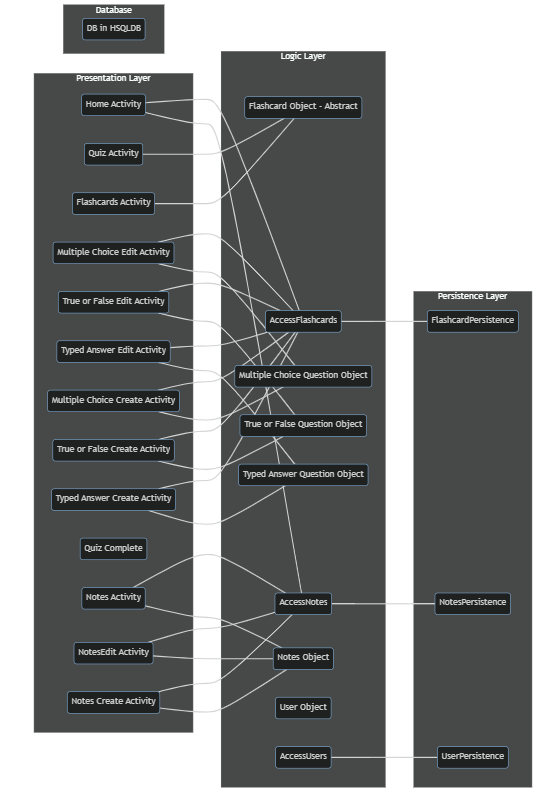 Database
DB in HSQLDB
Presentation Layer
Home Activity
Quiz Activity
Flashcards Activity
Multiple Choice Edit Activity
True or False Edit Activity
Typed Answer Edit Activity
Multiple Choice Create Activity
True or False Create Activity
Typed Answer Create Activity
Quiz Complete
Notes Activity
NotesEdit Activity
Notes Create Activity
Logic Layer
Flashcard Object - Abstract
AccessFlashcards
Multiple Choice Question Object
True or False Question Object
Typed Answer Question Object
AccessNotes
Notes Object
User Object
AccessUsers
Persistence Layer
FlashcardPersistence
NotesPersistence
UserPersistence